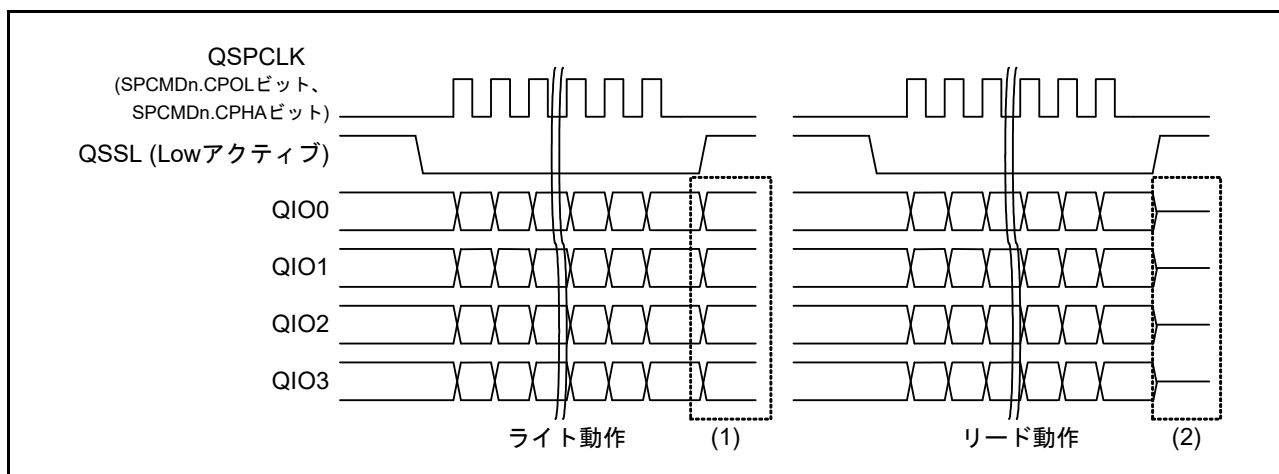 QSPCLK
(SPCMDn.CPOLビット、
SPCMDn.CPHAビット)
QSSL (Lowアクティブ)
QIO0
QIO1
QIO2
QIO3
ライト動作 (1) リード動作 (2)